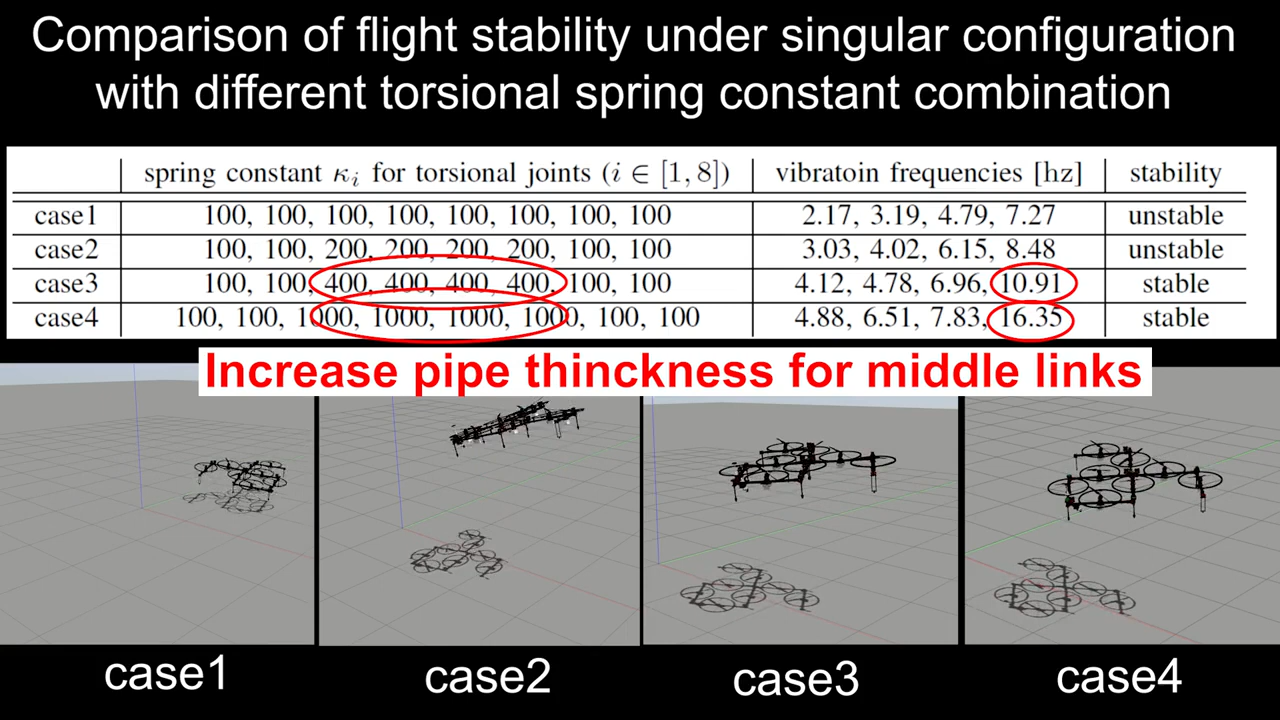 Comparison of flight stability under singular configuration
with different torsional spring constant combination
spring constant κi for torsional joints (i ∈ [1, 8]) vibratoin frequencies [hz] stability
case1 100, 100, 100, 100, 100, 100, 100, 100 2.17, 3.19, 4.79, 7.27 unstable
case2 100, 100, 200, 200, 200, 200, 100, 100 3.03, 4.02, 6.15, 8.48 unstable
case3 100, 100, 400, 400, 400, 400, 100, 100 4.12, 4.78, 6.96, 10.91 stable
case4 100, 100, 1000, 1000, 1000, 1000, 100, 100 4.88, 6.51, 7.83, 16.35 stable
Increase pipe thinckness for middle links
case1 case2 case3 case4